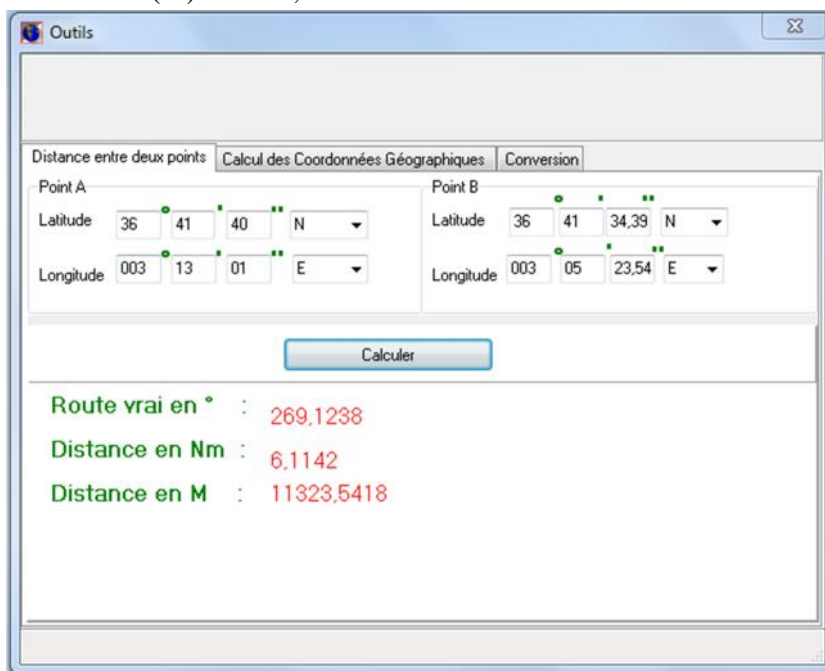 Outils
Distance entre deux points Calcul des Coordonnées Géographiques Conversion
Point A
Latitude 36 ° 41 ' 40 '' N
Longitude 003 ° 13 ' 01 '' E
Point B
Latitude 36 ° 41 ' 34,39 '' N
Longitude 003 ° 05 ' 23,54 '' E
Calculer
Route vrai en ° : 269,1238
Distance en Nm : 6,1142
Distance en M : 11323,5418